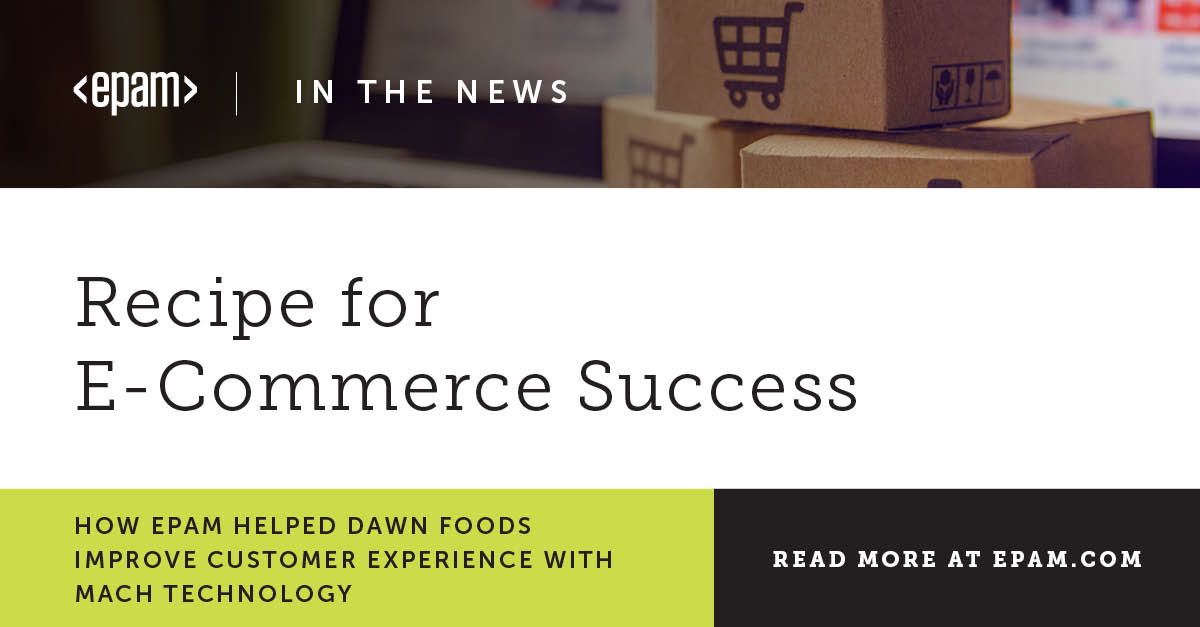 <epam> | IN THE NEWS
Recipe for
E-Commerce Success
HOW EPAM HELPED DAWN FOODS
IMPROVE CUSTOMER EXPERIENCE WITH
MACH TECHNOLOGY
READ MORE AT EPAM.COM